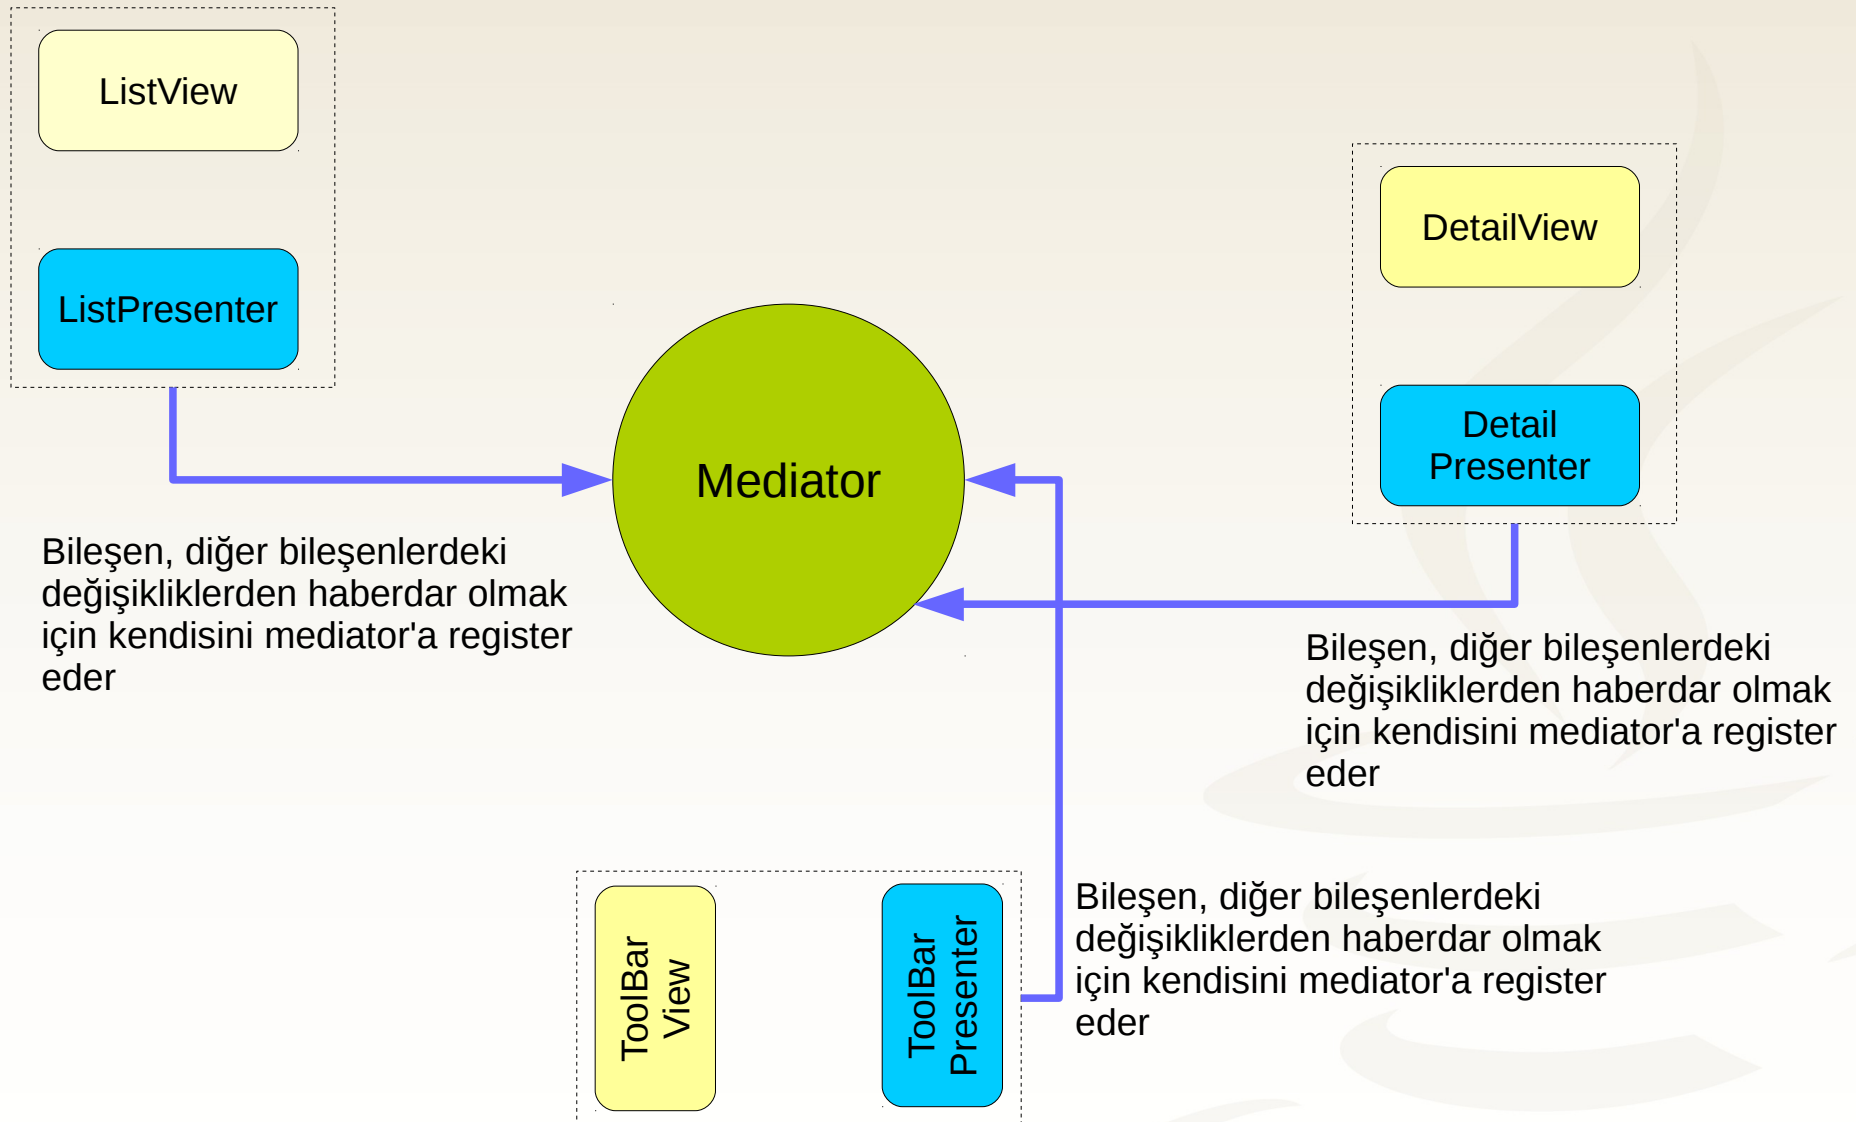 ListView
ListPresenter
Mediator
DetailView
Detail
Presenter
Bileşen, diğer bileşenlerdeki
değişikliklerden haberdar olmak
için kendisini mediator'a register
eder
Bileşen, diğer bileşenlerdeki
değişikliklerden haberdar olmak
için kendisini mediator'a register
eder
ToolBar
View
ToolBar
Presenter
Bileşen, diğer bileşenlerdeki
değişikliklerden haberdar olmak
için kendisini mediator'a register
eder